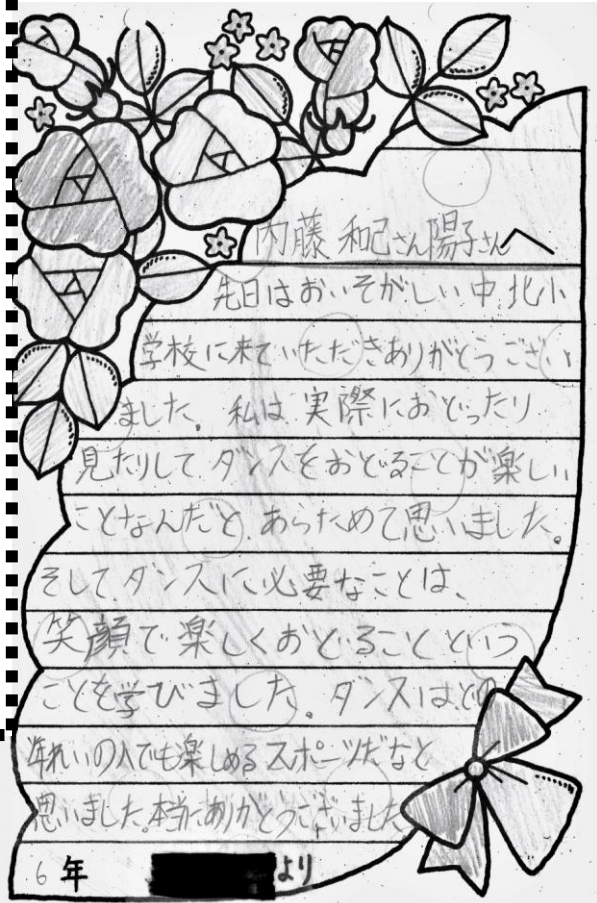 内藤 和己さん陽子さんへ
先日はおいそがしい中、北小
学校に来ていただきありがとうござい
ました。私は実際におどったり
見たりしてダンスをおどることが楽しい
ことなんだと、あらためて思いました。
そしてダンスに必要なことは、
笑顔で楽しくおどることという
ことを学びました。ダンスはどの
年れいの人でも楽しめるスポーツだなと
思いました。本当にありがとうございました
6年 より